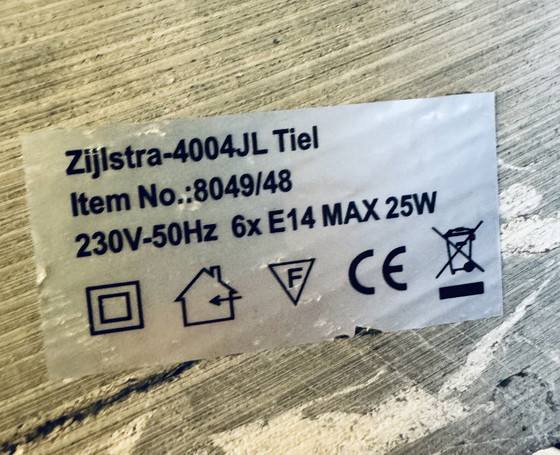 Zijlstra-4004JL Tiel
Item No.:8049/48
230V-50Hz 6x E14 MAX 25W
F CE